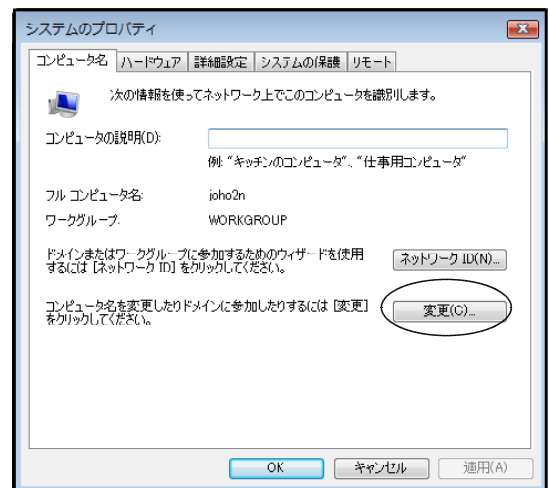 システムのプロパティ
コンピュータ名 ハードウェア 詳細設定 システムの保護 リモート
次の情報を使ってネットワーク上でこのコンピュータを識別します。
コンピュータの説明(D):
例: "キッチンのコンピュータ"、"仕事用コンピュータ"
フル コンピュータ名: joho2n
ワークグループ: WORKGROUP
ドメインまたはワークグループに参加するためのウィザードを使用
するには [ネットワーク ID] をクリックしてください。
ネットワーク ID(N)...
コンピュータ名を変更したりドメインに参加したりするには [変更]
をクリックしてください。
変更(C)...
OK キャンセル 適用(A)